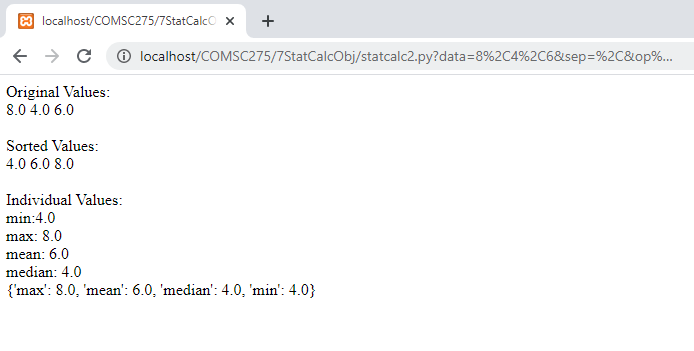 localhost/COMSC275/7StatCalcO
localhost/COMSC275/7StatCalcObj/statcalc2.py?data=8%2C4%2C6&sep=%2C&op%...
Original Values:
8.0 4.0 6.0
Sorted Values:
4.0 6.0 8.0
Individual Values:
min:4.0
max: 8.0
mean: 6.0
median: 4.0
{'max': 8.0, 'mean': 6.0, 'median': 4.0, 'min': 4.0}